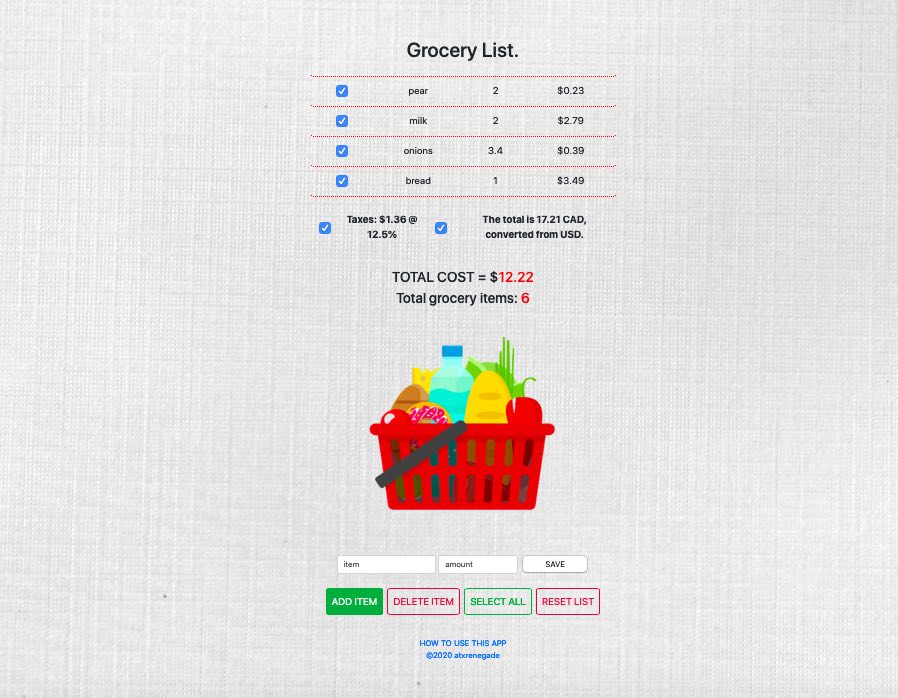 Grocery List.
pear 2 $0.23
milk 2 $2.79
onions 3.4 $0.39
bread 1 $3.49
Taxes: $1.36 @
12.5%
The total is 17.21 CAD,
converted from USD.
TOTAL COST = $12.22
Total grocery items: 6
item
amount
SAVE
ADD ITEM
DELETE ITEM
SELECT ALL
RESET LIST
HOW TO USE THIS APP
©2020 atxrenegade